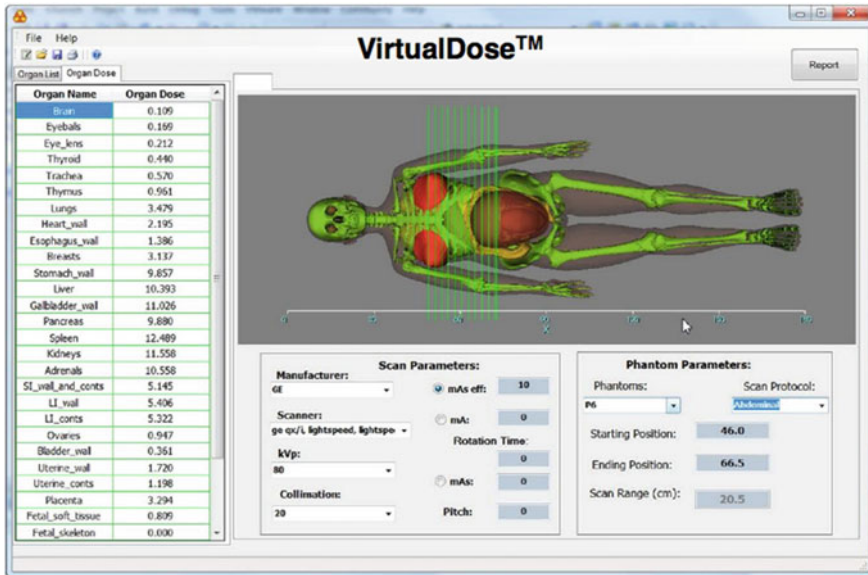 VirtualDose™
File Help
Report
Organ List Organ Dose
Organ Name Organ Dose
Brain 0.109
Eyebals 0.169
Eye_lens 0.212
Thyroid 0.440
Trachea 0.570
Thymus 0.961
Lungs 3.479
Heart_wall 2.195
Esophagus_wall 1.386
Breasts 3.137
Stomach_wall 9.857
Liver 10.393
Galbladder_wall 11.026
Pancreas 9.880
Spleen 12.489
Kidneys 11.558
Adrenals 10.558
SI_wall_and_conts 5.145
LI_wall 5.406
LI_conts 5.322
Ovaries 0.947
Bladder_wall 0.361
Uterine_wall 1.720
Uterine_conts 1.198
Placenta 3.294
Fetal_soft_tissue 0.809
Fetal_skeleton 0.000
Scan Parameters:
Manufacturer:
GE
Scanner:
ge qx/i, lightspeed, lightspe
kVp:
80
Collimation:
20
mAs eff: 10
mA: 0
Rotation Time:
0
mAs: 0
Pitch: 0
Phantom Parameters:
Phantoms: Scan Protocol:
P6 Abdominal
Starting Position: 46.0
Ending Position: 66.5
Scan Range (cm): 20.5